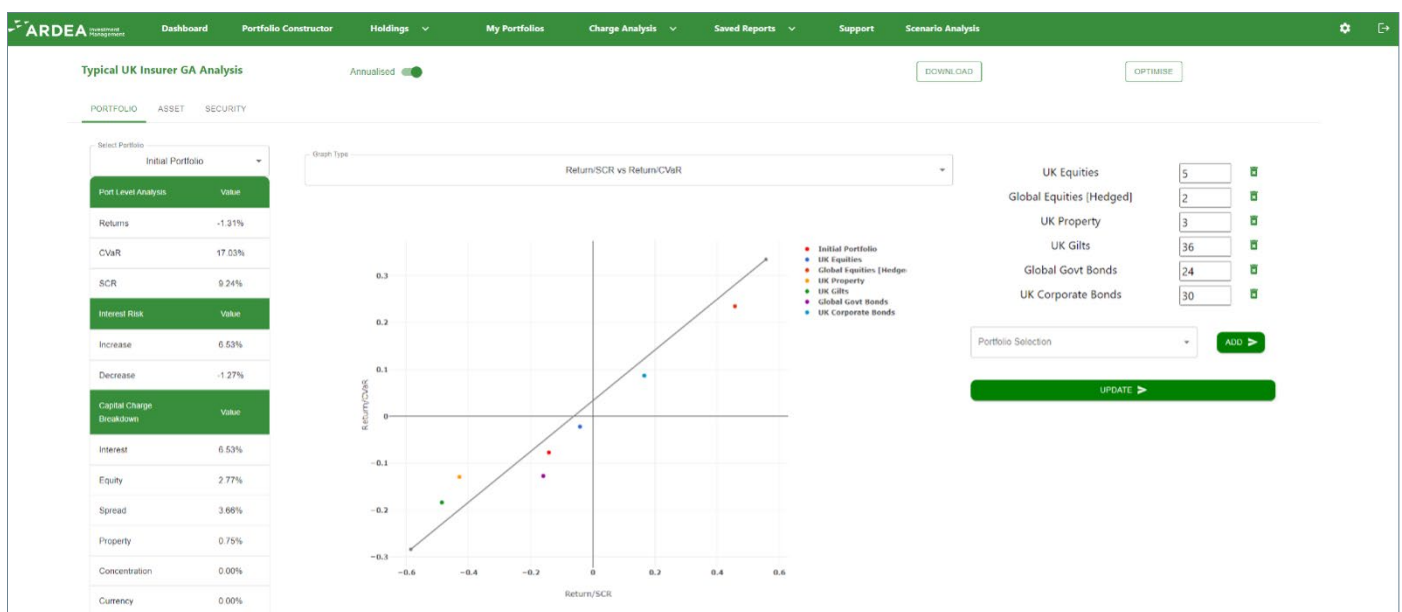 ARDEA Investment Management
Dashboard
Portfolio Constructor
Holdings
My Portfolios
Charge Analysis
Saved Reports
Support
Scenario Analysis
Typical UK Insurer GA Analysis
Annualised
DOWNLOAD
OPTIMISE
PORTFOLIO
ASSET
SECURITY
Select Portfolio
Initial Portfolio
Port Level Analysis Value
Returns -1.31%
CVaR 17.03%
SCR 9.24%
Interest Risk Value
Increase 6.53%
Decrease -1.27%
Capital Charge
Breakdown Value
Interest 6.53%
Equity 2.77%
Spread 3.66%
Property 0.75%
Concentration 0.00%
Currency 0.00%
Graph Type
Return/SCR vs Return/CVaR
Return/CVaR
0.3
0.2
0.1
0
−0.1
−0.2
−0.3
−0.6 −0.4 −0.2 0 0.2 0.4 0.6
Return/SCR
Initial Portfolio
UK Equities
Global Equities [Hedge
UK Property
UK Gilts
Global Govt Bonds
UK Corporate Bonds
UK Equities 5
Global Equities [Hedged] 2
UK Property 3
UK Gilts 36
Global Govt Bonds 24
UK Corporate Bonds 30
Portfolio Selection
ADD
UPDATE